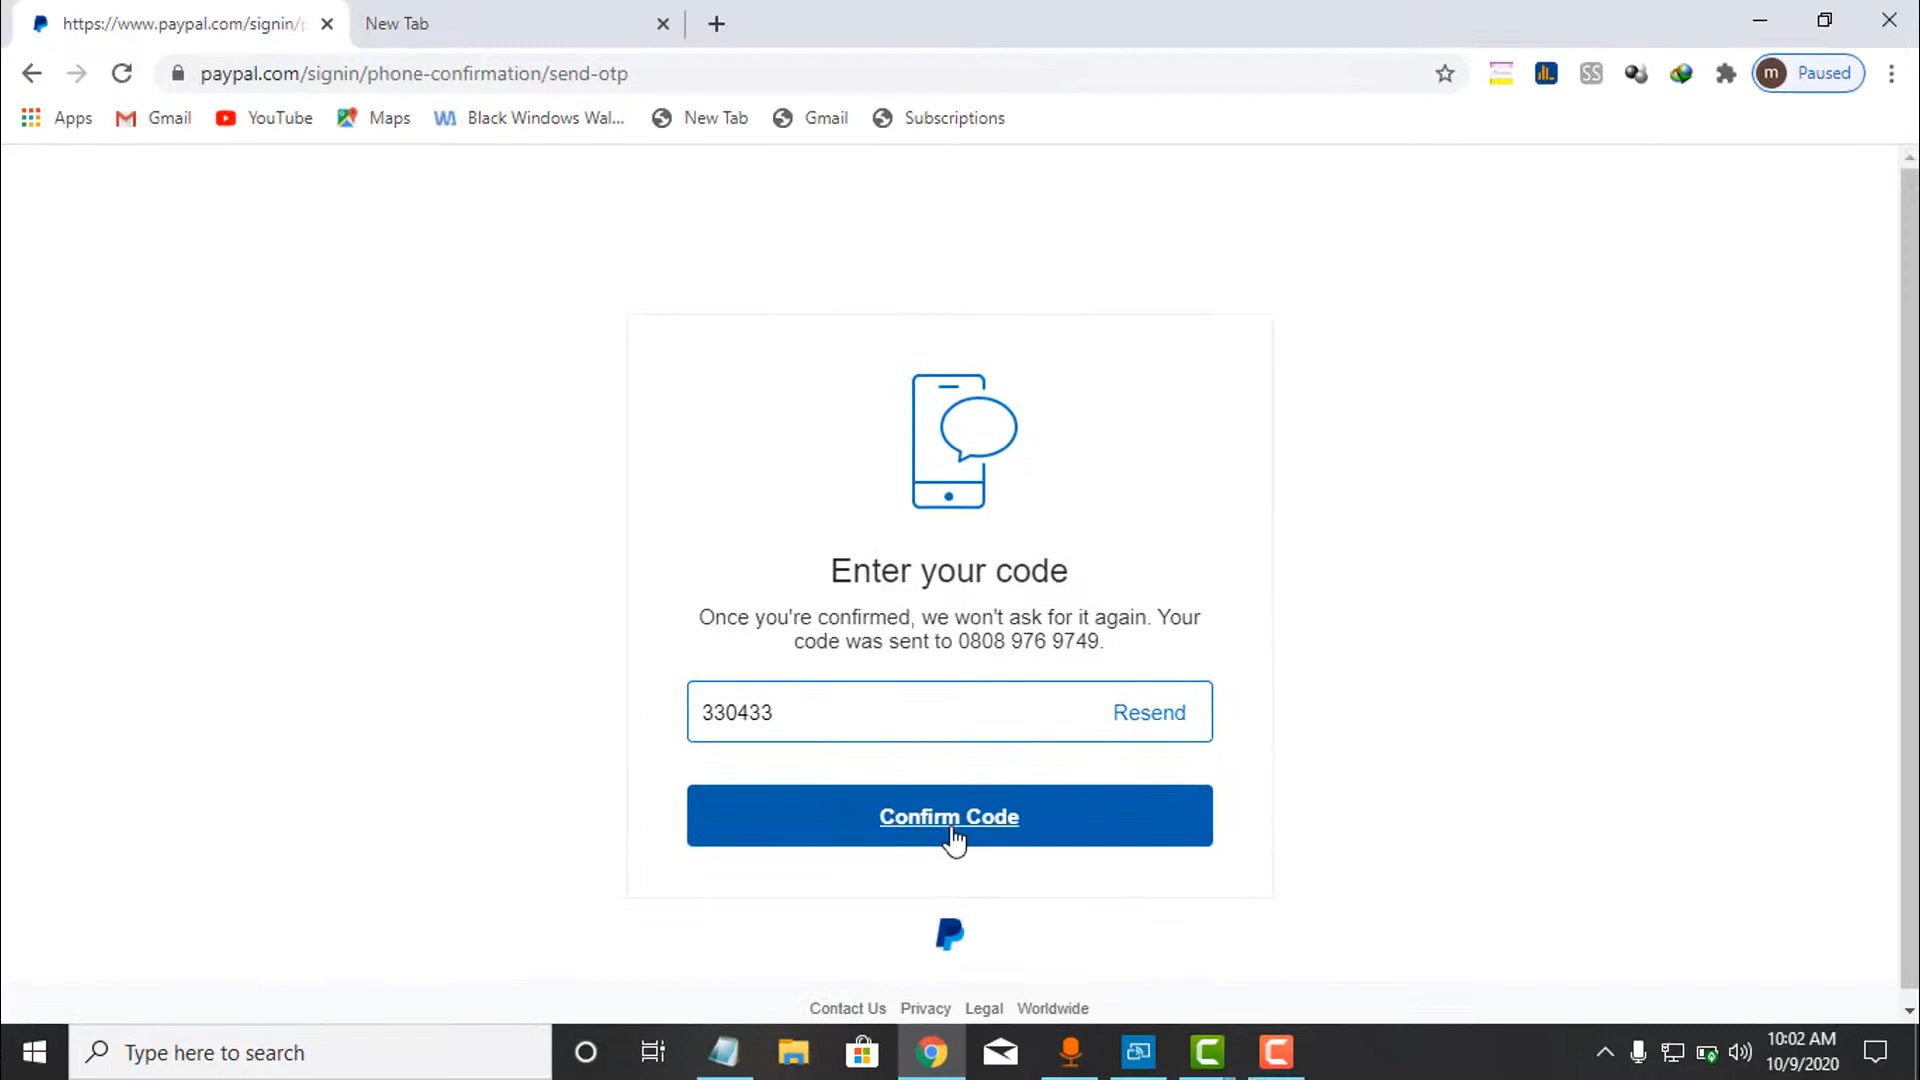 https://www.paypal.com/signin/
New Tab
paypal.com/signin/phone-confirmation/send-otp
SS
m
Paused
Apps
Gmail
YouTube
Maps
Black Windows Wal...
New Tab
Gmail
Subscriptions
Enter your code
Once you're confirmed, we won't ask for it again. Your
code was sent to 0808 976 9749.
330433
Resend
Confirm Code
Contact Us
Privacy
Legal
Worldwide
Type here to search
10:02 AM
10/9/2020